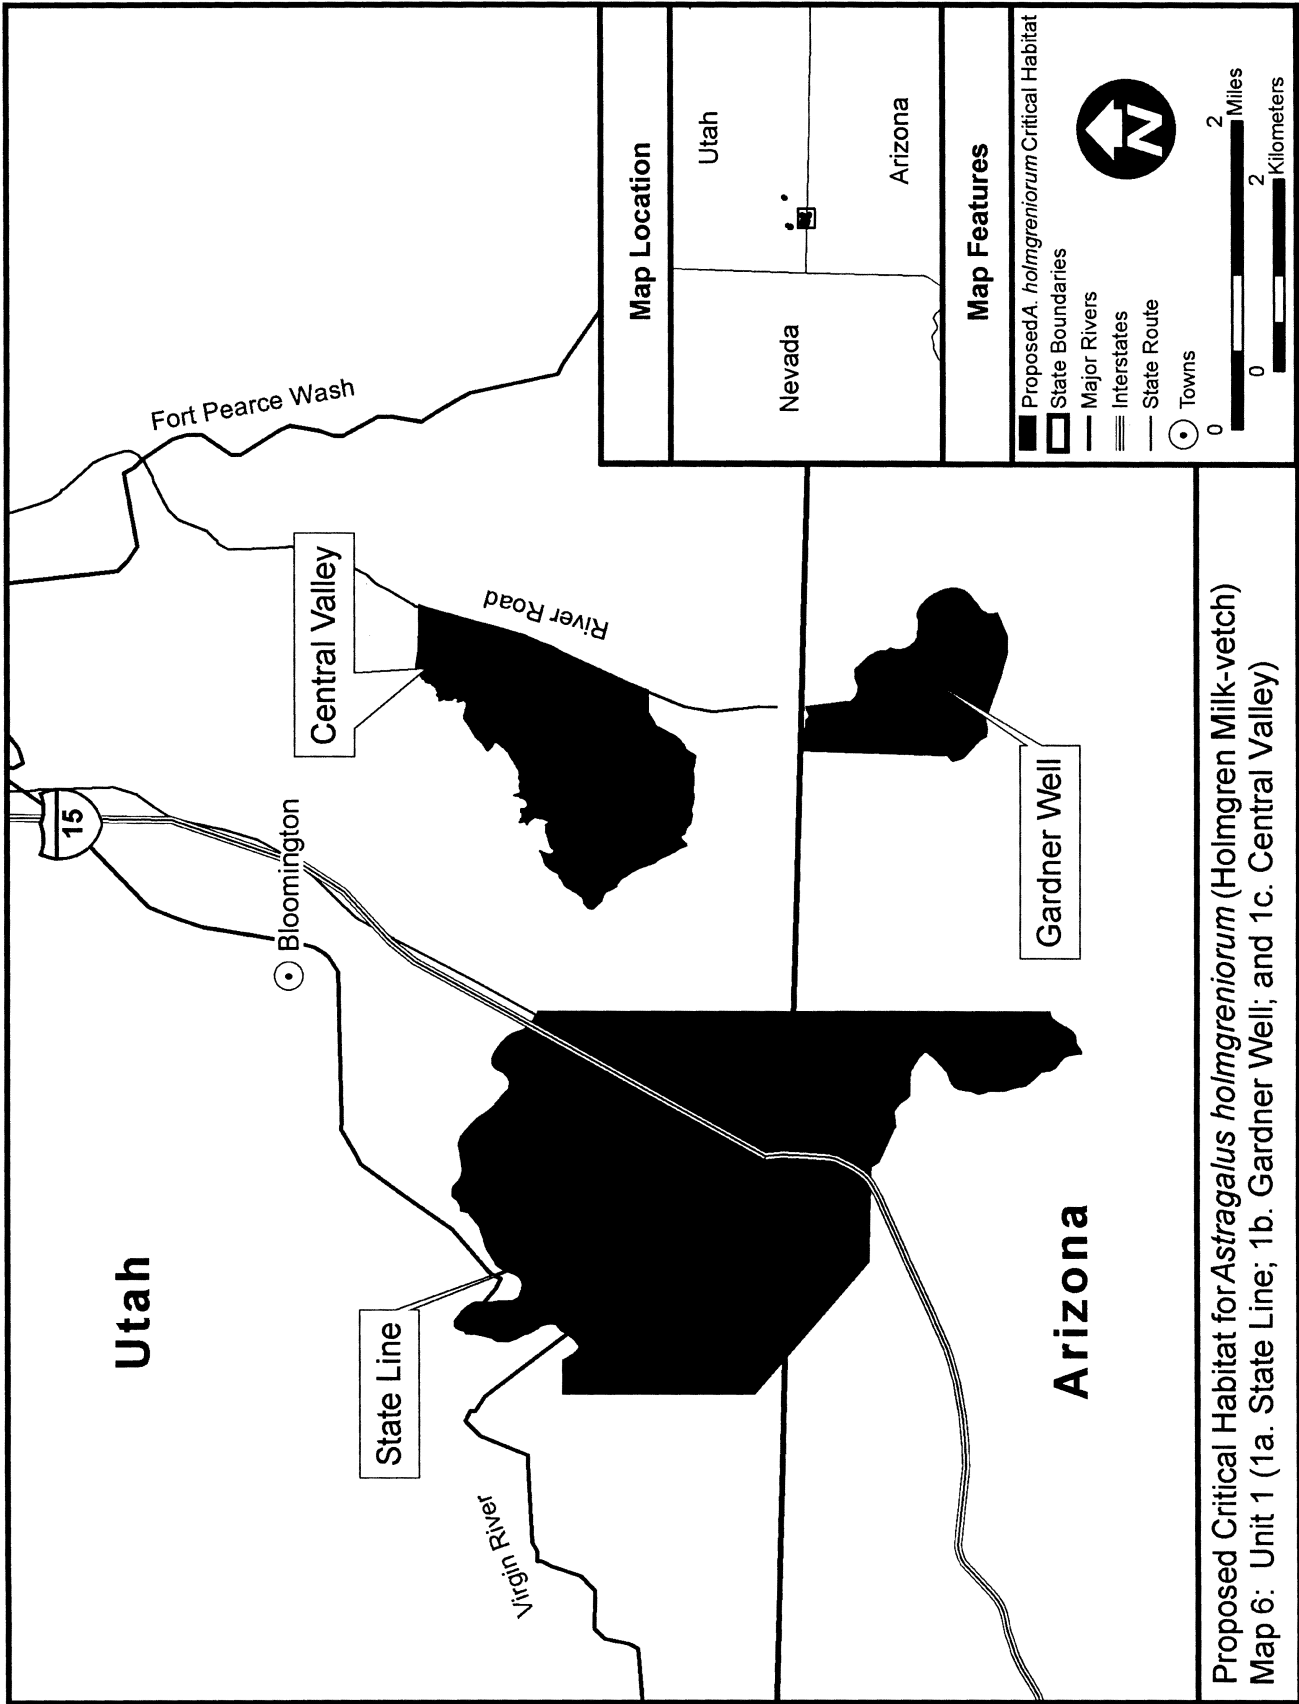 Utah
Fort Pearce Wash
15
Bloomington
Central Valley
River Road
State Line
Virgin River
Gardner Well
Arizona
Map Location
Utah
Nevada
Arizona
Map Features
Proposed A. holmgreniorum Critical Habitat
State Boundaries
Major Rivers
Interstates
State Route
Towns
N
0 2
Miles
0 2
Kilometers
Proposed Critical Habitat for Astragalus holmgreniorum (Holmgren Milk-vetch)
Map 6: Unit 1 (1a. State Line; 1b. Gardner Well; and 1c. Central Valley)